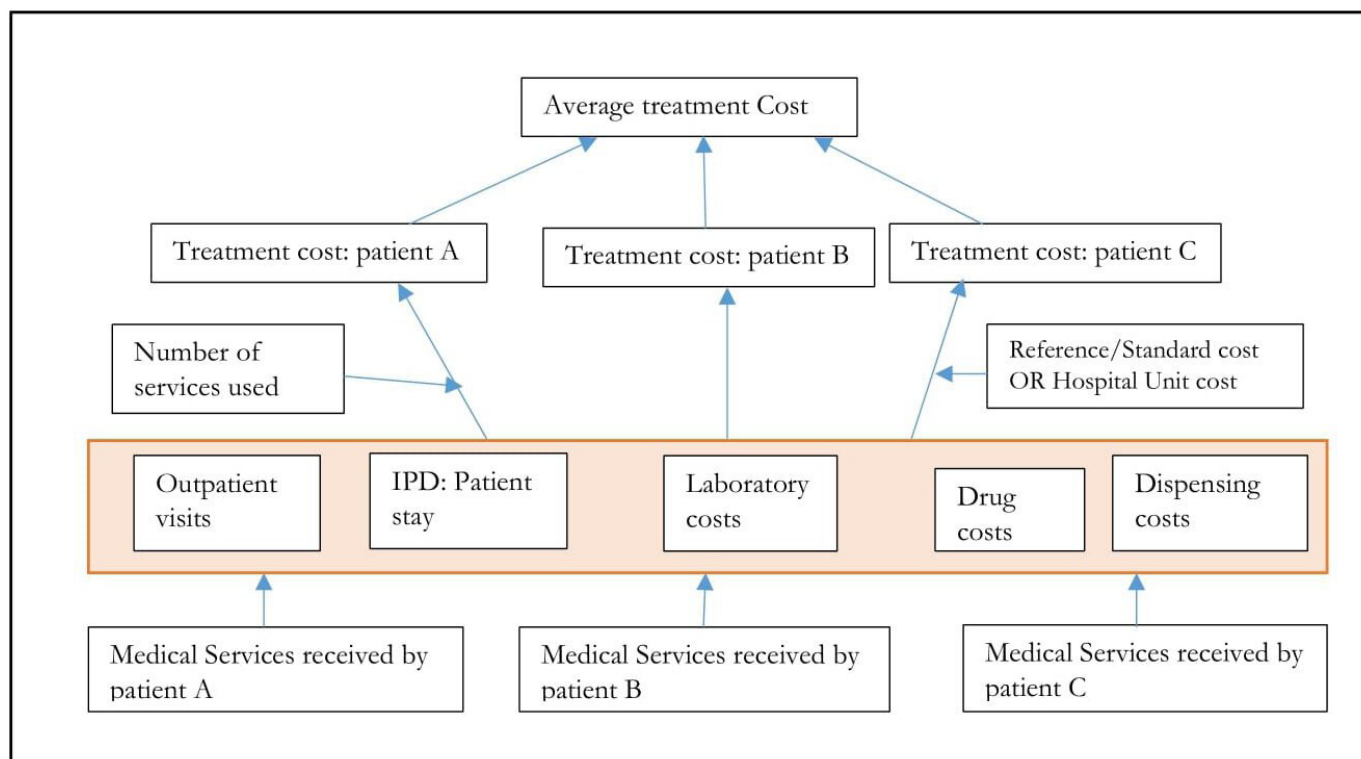 Average treatment Cost
Treatment cost: patient A
Treatment cost: patient B
Treatment cost: patient C
Number of
services used
Reference/Standard cost
OR Hospital Unit cost
Outpatient
visits
IPD: Patient
stay
Laboratory
costs
Drug
costs
Dispensing
costs
Medical Services received by
patient A
Medical Services received by
patient B
Medical Services received by
patient C